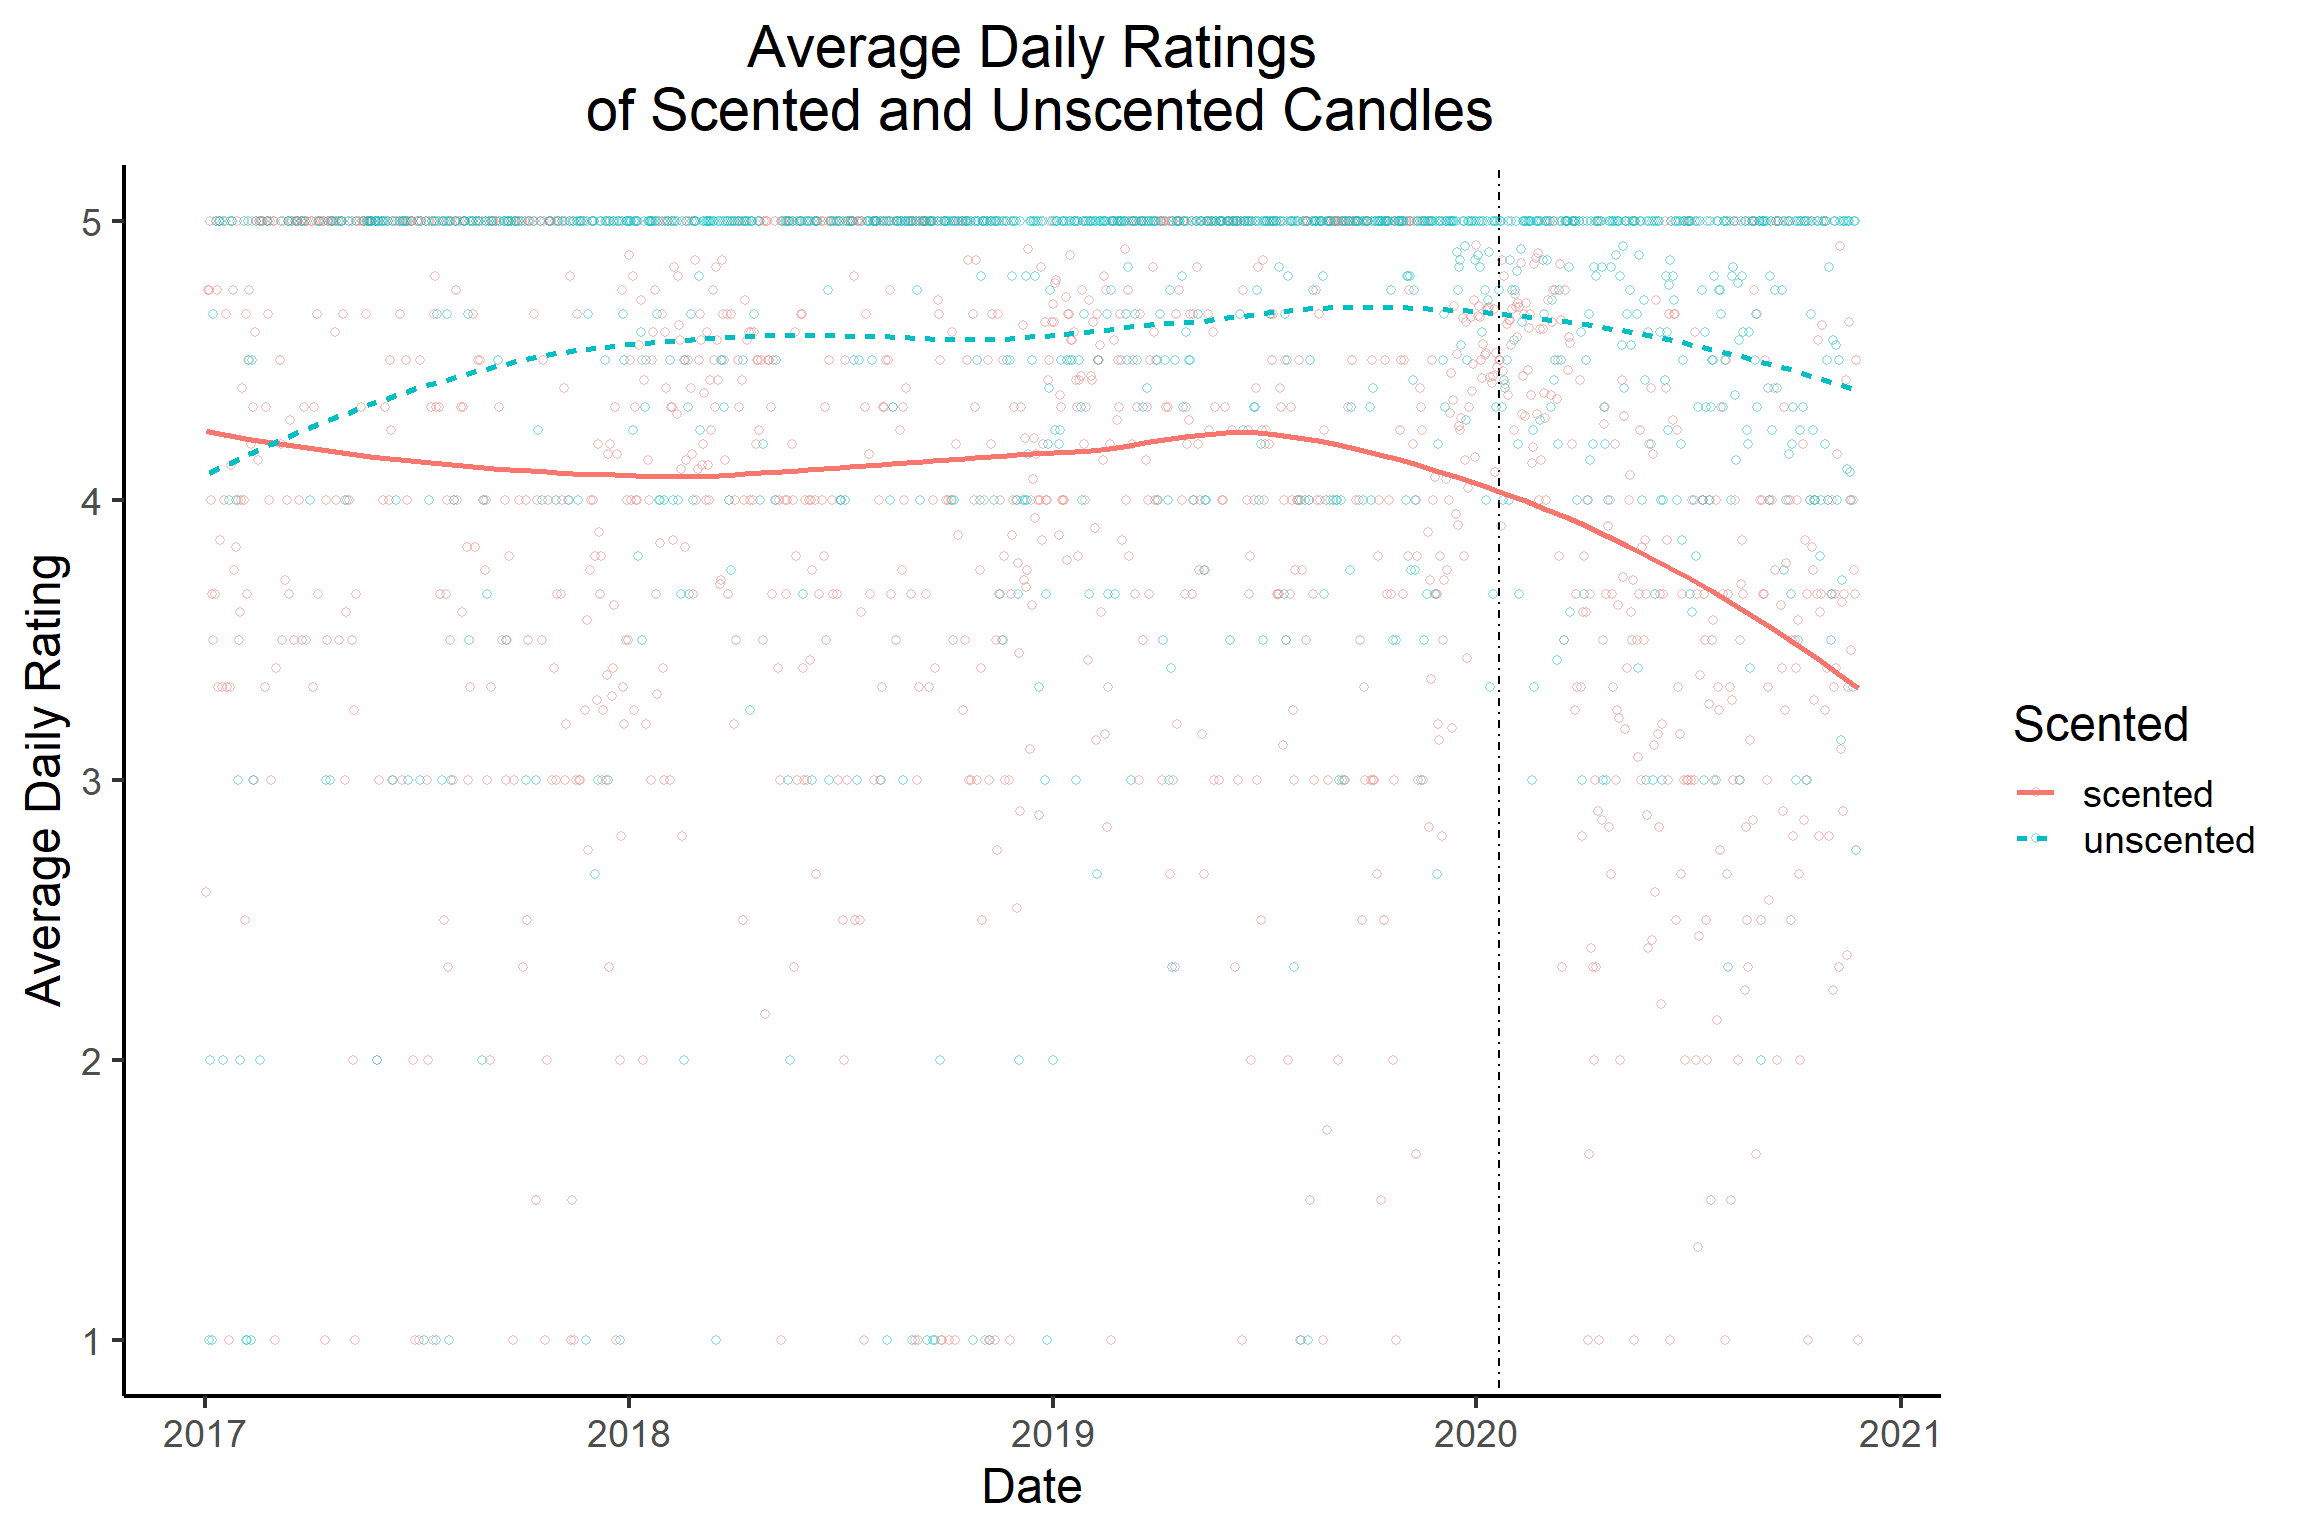 Average Daily Ratings
of Scented and Unscented Candles
Average Daily Rating
5
4
3
2
1
2017
2018
2019
2020
2021
Date
Scented
scented
unscented